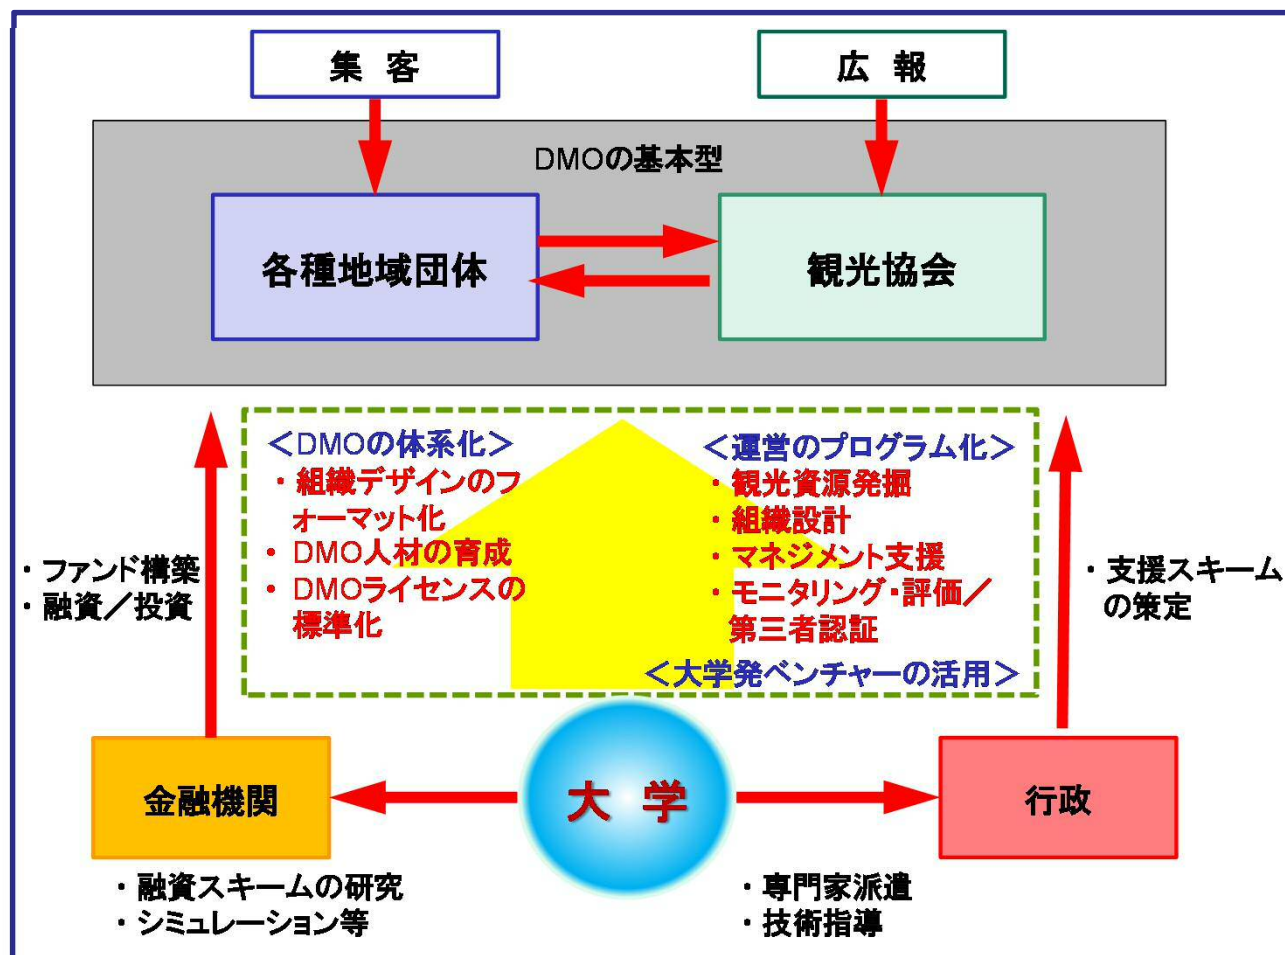 集 客
広 報
DMOの基本型
各種地域団体
観光協会
＜DMOの体系化＞
・組織デザインのフ
ォーマット化
・DMO人材の育成
・DMOライセンスの
標準化
＜運営のプログラム化＞
・観光資源発掘
・組織設計
・マネジメント支援
・モニタリング・評価／
第三者認証
＜大学発ベンチャーの活用＞
・ファンド構築
・融資／投資
・支援スキーム
の策定
金融機関
大 学
行政
・融資スキームの研究
・シミュレーション等
・専門家派遣
・技術指導